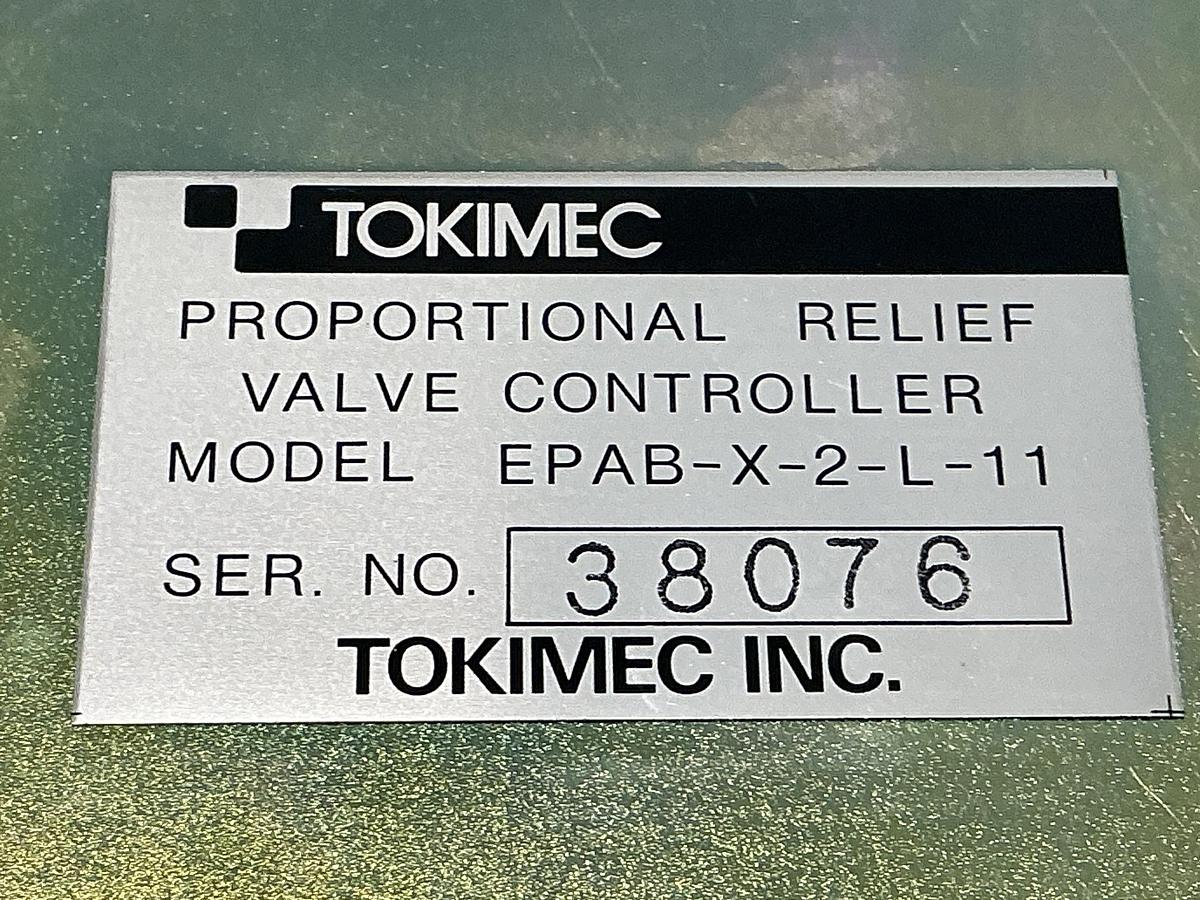 TOKIMEC
PROPORTIONAL RELIEF
VALVE CONTROLLER
MODEL EPAB-X-2-L-11
SER. NO. 38076
TOKIMEC INC.